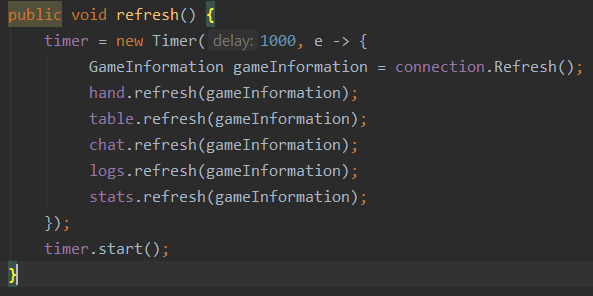 public void refresh() {
    timer = new Timer( delay: 1000, e -> {
        GameInformation gameInformation = connection.Refresh();
        hand.refresh(gameInformation);
        table.refresh(gameInformation);
        chat.refresh(gameInformation);
        logs.refresh(gameInformation);
        stats.refresh(gameInformation);
    });
    timer.start();
}